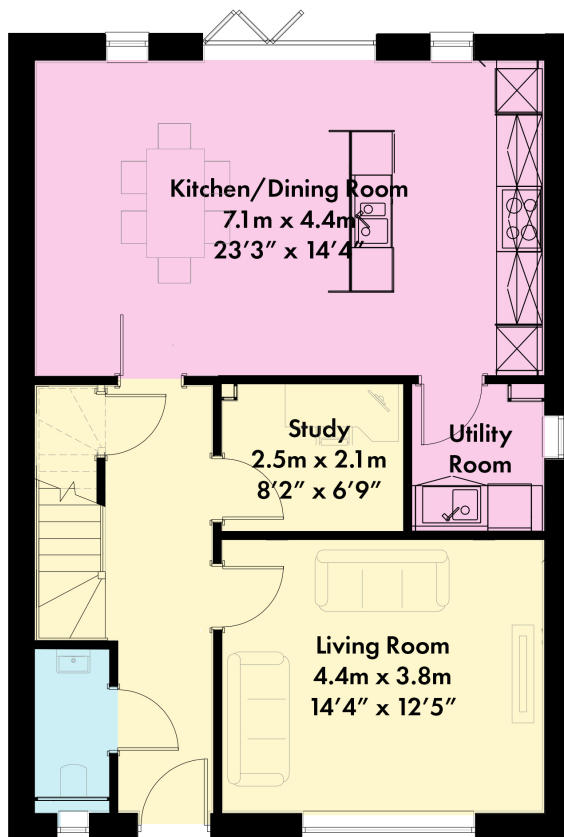 Kitchen/Dining Room
7.1m x 4.4m
23’3” x 14’4”
Study
2.5m x 2.1m
8’2” x 6’9”
Utility
Room
Living Room
4.4m x 3.8m
14’4” x 12’5”